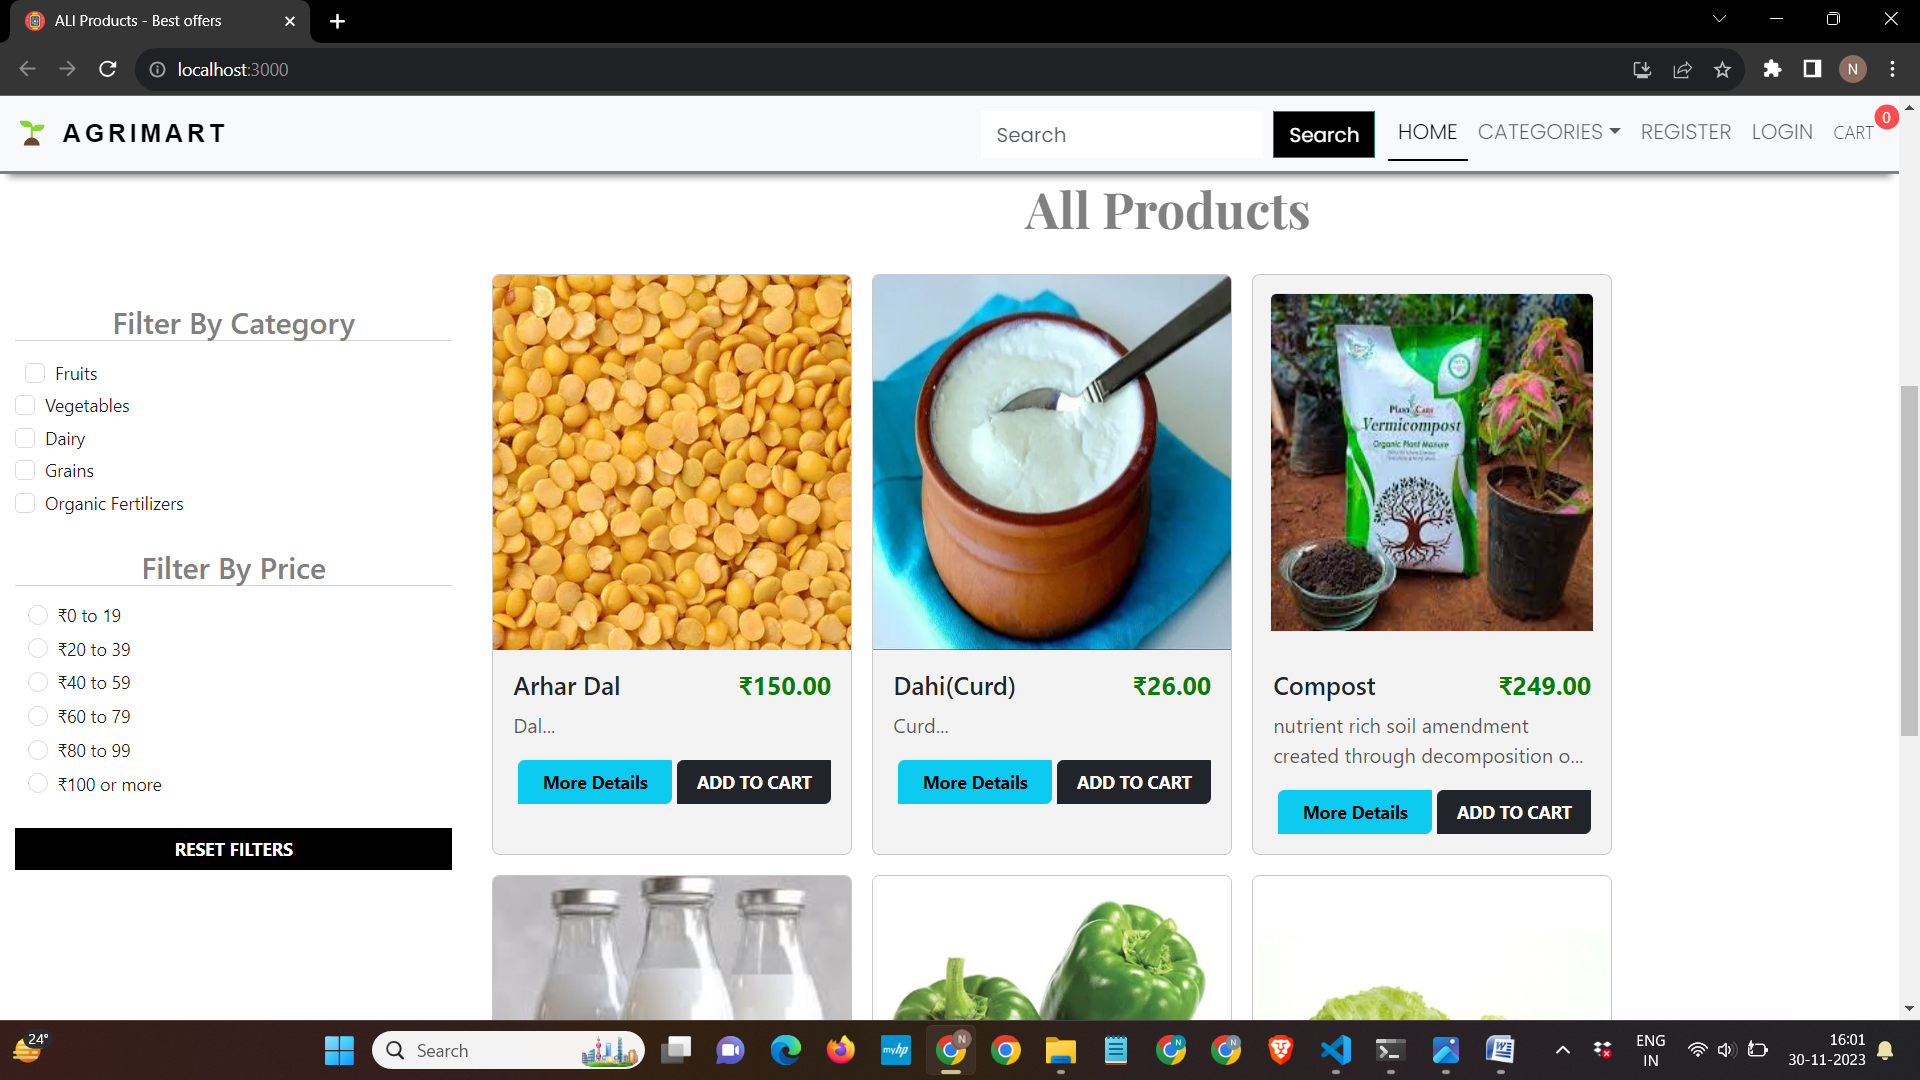 ALl Products - Best offers
localhost:3000
N
AGRIMART
Search
Search
HOME
CATEGORIES
REGISTER
LOGIN
CART
0
All Products
Filter By Category
Fruits
Vegetables
Dairy
Grains
Organic Fertilizers
Filter By Price
₹0 to 19
₹20 to 39
₹40 to 59
₹60 to 79
₹80 to 99
₹100 or more
RESET FILTERS
Arhar Dal ₹150.00
Dal...
More Details ADD TO CART
Dahi(Curd) ₹26.00
Curd...
More Details ADD TO CART
Plant Care
Vermicompost
Organic Plant Manure
Compost ₹249.00
nutrient rich soil amendment
created through decomposition o...
More Details ADD TO CART
24°
Search
myhp
N
N
N
ENG
IN
16:01
30-11-2023